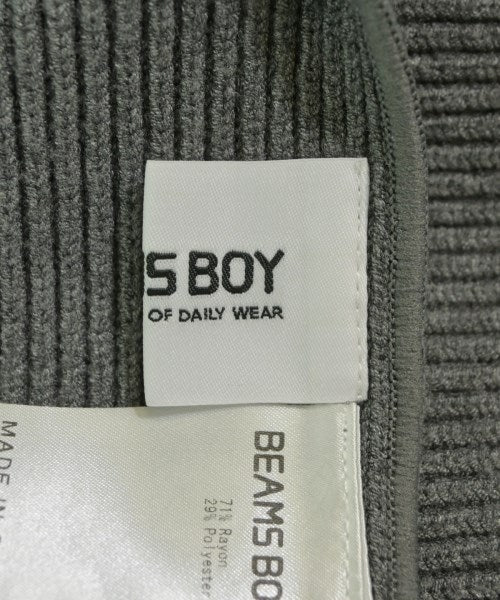 S BOY
OF DAILY WEAR
BEAMS BO
71% Rayon
29% Polyester
MADE IN